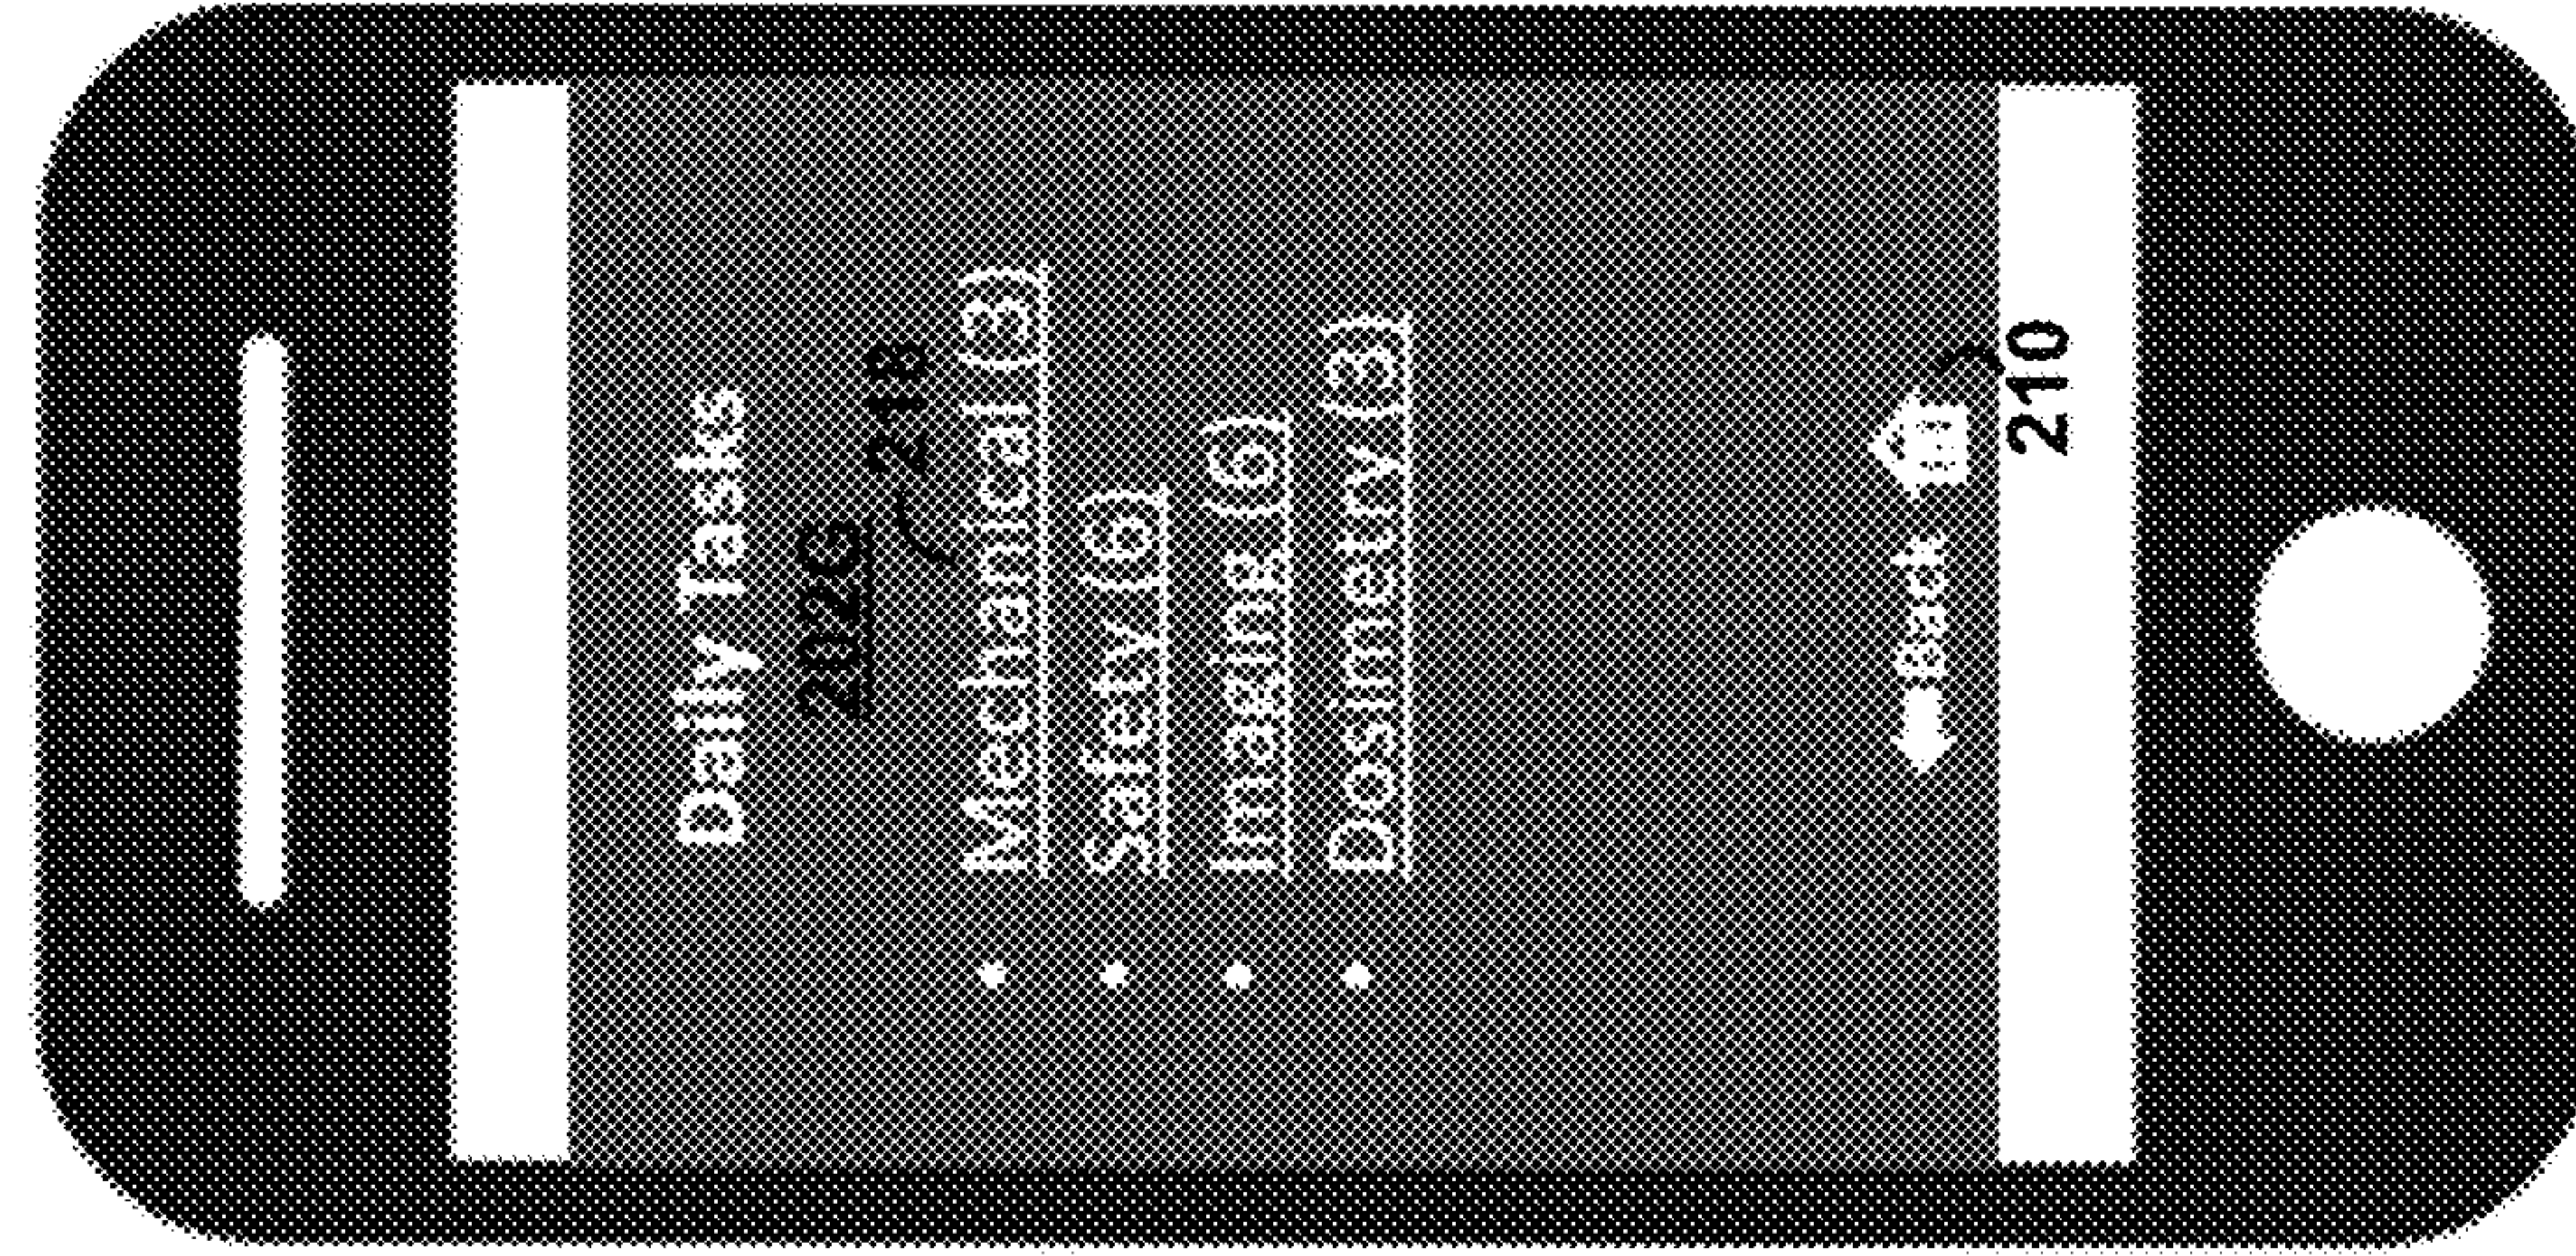 Daily Tasks
202G
218
• Mechanical (3)
• Safety (6)
• Imaging (6)
• Dosimetry (3)
Back
210